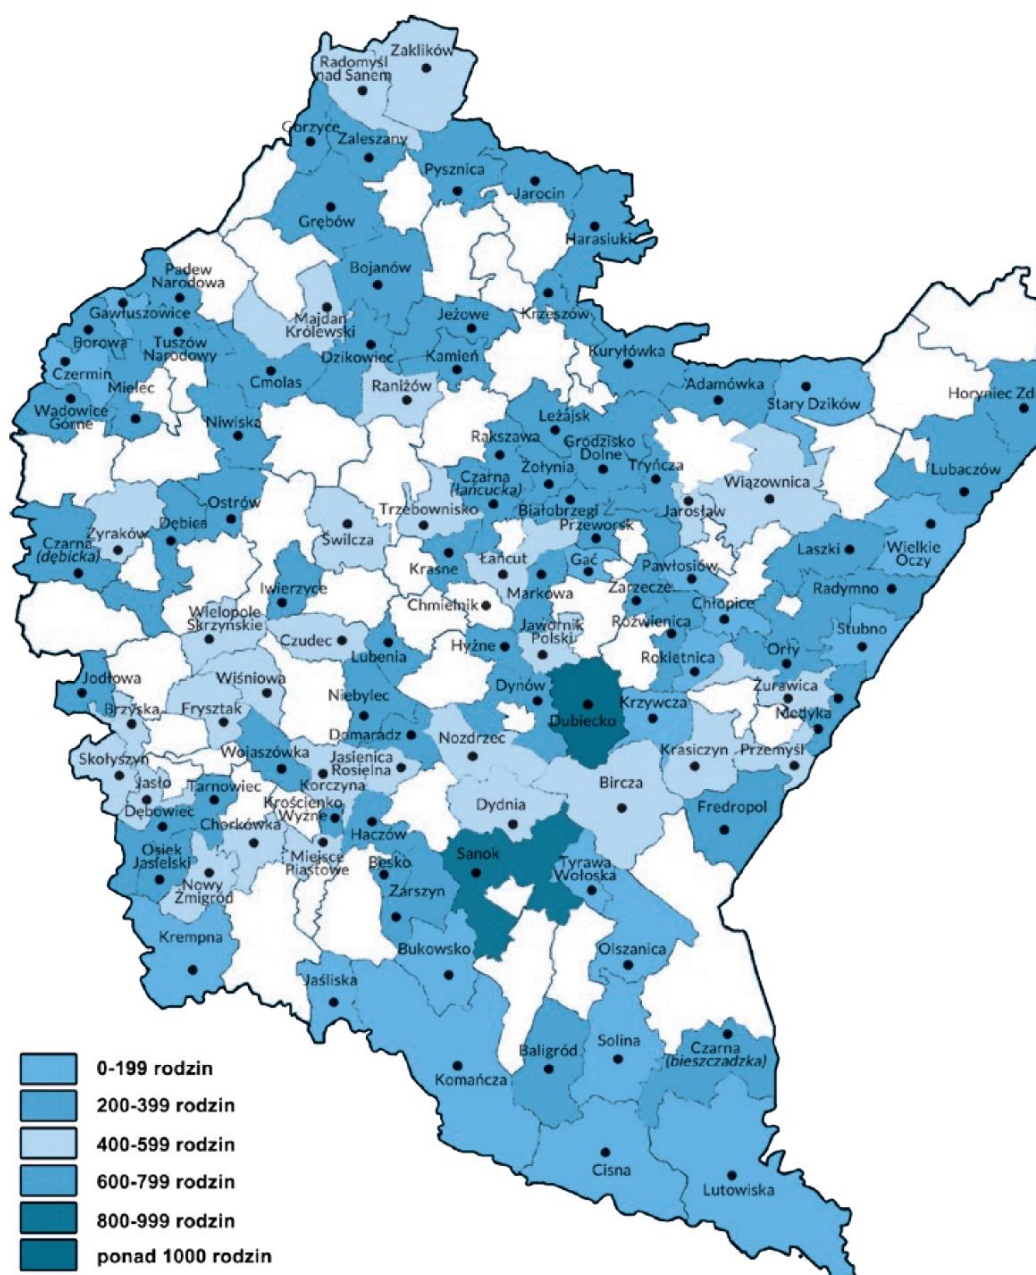 Zaklików
Radomyśl
nad Sanem
Gorzyce
Zaleszany
Pysznica
Jarocin
Grębów
Harasiuki
Padew
Narodowa
Bojanów
Gawłuszowice
Majdan
Królewski
Jeżowe
Krzeszów
Borowa
Tuszów
Narodowy
Dzikowiec
Kamień
Kuryłówka
Czermin
Mielec
Cmolas
Raniżów
Adamówka
Stary Dzików
Horyniec Zdr
Wadowice
Górne
Niwiska
Leżajsk
Rakszawa
Grodzisko
Dolne
Żołynia
Tryńcza
Lubaczów
Czarna
(łańcucka)
Wiązownica
Ostrów
Trzebownisko
Białobrzegi
Jarosław
Żyraków
Dębica
Świlcza
Przeworsk
Czarna
(dębicka)
Krasne
Łańcut
Gać
Pawłosiów
Laszki
Wielkie
Oczy
Iwierzyce
Markowa
Zarzecze
Chłopice
Radymno
Chmielnik
Wielopole
Skrzyńskie
Jawornik
Polski
Roźwienica
Stubno
Czudec
Lubenia
Hyżne
Rokietnica
Orły
Jodłowa
Wiśniowa
Niebylec
Dynów
Żurawica
Brzyska
Frysztak
Dubiecko
Krzywcza
Medyka
Domaradz
Nozdrzec
Wojaszówka
Jasienica
Rosielna
Krasiczyn
Przemyśl
Skołyszyn
Korczyna
Bircza
Jasło
Tarnowiec
Krościenko
Wyżne
Dydnia
Fredropol
Dębowiec
Chorkówka
Haczów
Osiek
Jasielski
Miejsce
Piastowe
Besko
Sanok
Tyrawa
Wołoska
Nowy
Żmigród
Zarszyn
Krempna
Bukowsko
Olszanica
Jaśliska
Baligród
Solina
Czarna
(bieszczadzka)
Komańcza
Cisna
Lutowiska
0-199 rodzin
200-399 rodzin
400-599 rodzin
600-799 rodzin
800-999 rodzin
ponad 1000 rodzin